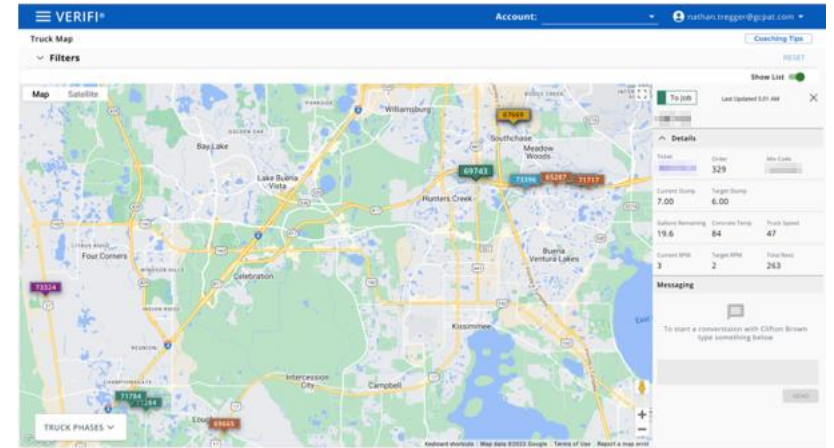 VERIFI®
Account:
nathan.tregger@gcpat.com
Truck Map
Coaching Tips
Filters
RESET
Show List
Map Satellite
To job
Last Updated 5:01 AM
Details
Ticket
Order
Mix Code
329
Current Slump
Target Slump
7.00
6.00
Gallons Remaining
Concrete Temp
Truck Speed
19.6
84
47
Current RPM
Target RPM
Total Revs
3
2
263
Messaging
To start a conversation with Clifton Brown
type something below
SEND
Williamsburg
67669
Southchase
Bay Lake
Meadow
Woods
Lake Buena
Vista
69743
73396
65287
71717
Hunters Creek
Four Corners
Buena
Ventura Lakes
Celebration
73324
INDIAN RIDGE
Kissimmee
REUNION
Intercession
City
Campbell
CHAMPIONSGATE
71784
69665
TRUCK PHASES
Keyboard shortcuts
Map data ©2023 Google
Terms of Use
Report a map error